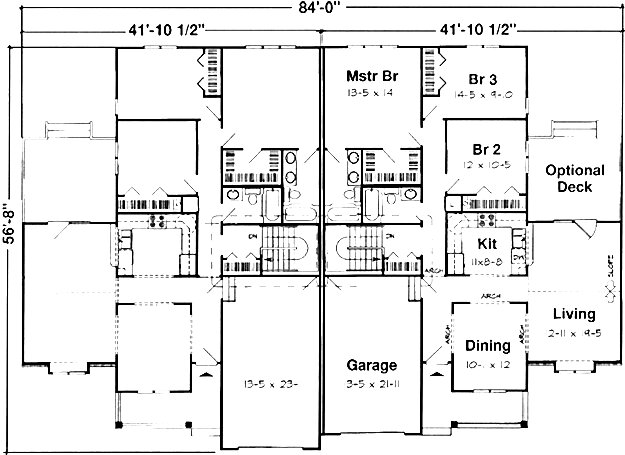 84'-0"
41'-10 1/2"
41'-10 1/2"
56'-8"
Mstr Br
13-5 x 14
Br 3
14-5 x 9-10
Br 2
12 x 10-5
Optional
Deck
DN
DN
Kit
11x8-8
DW
ARCH
ARCH
ARCH
ARCH
SLOPE
Living
2-11 x 19-5
Dining
10-1 x 12
Garage
3-5 x 21-11
13-5 x 23-